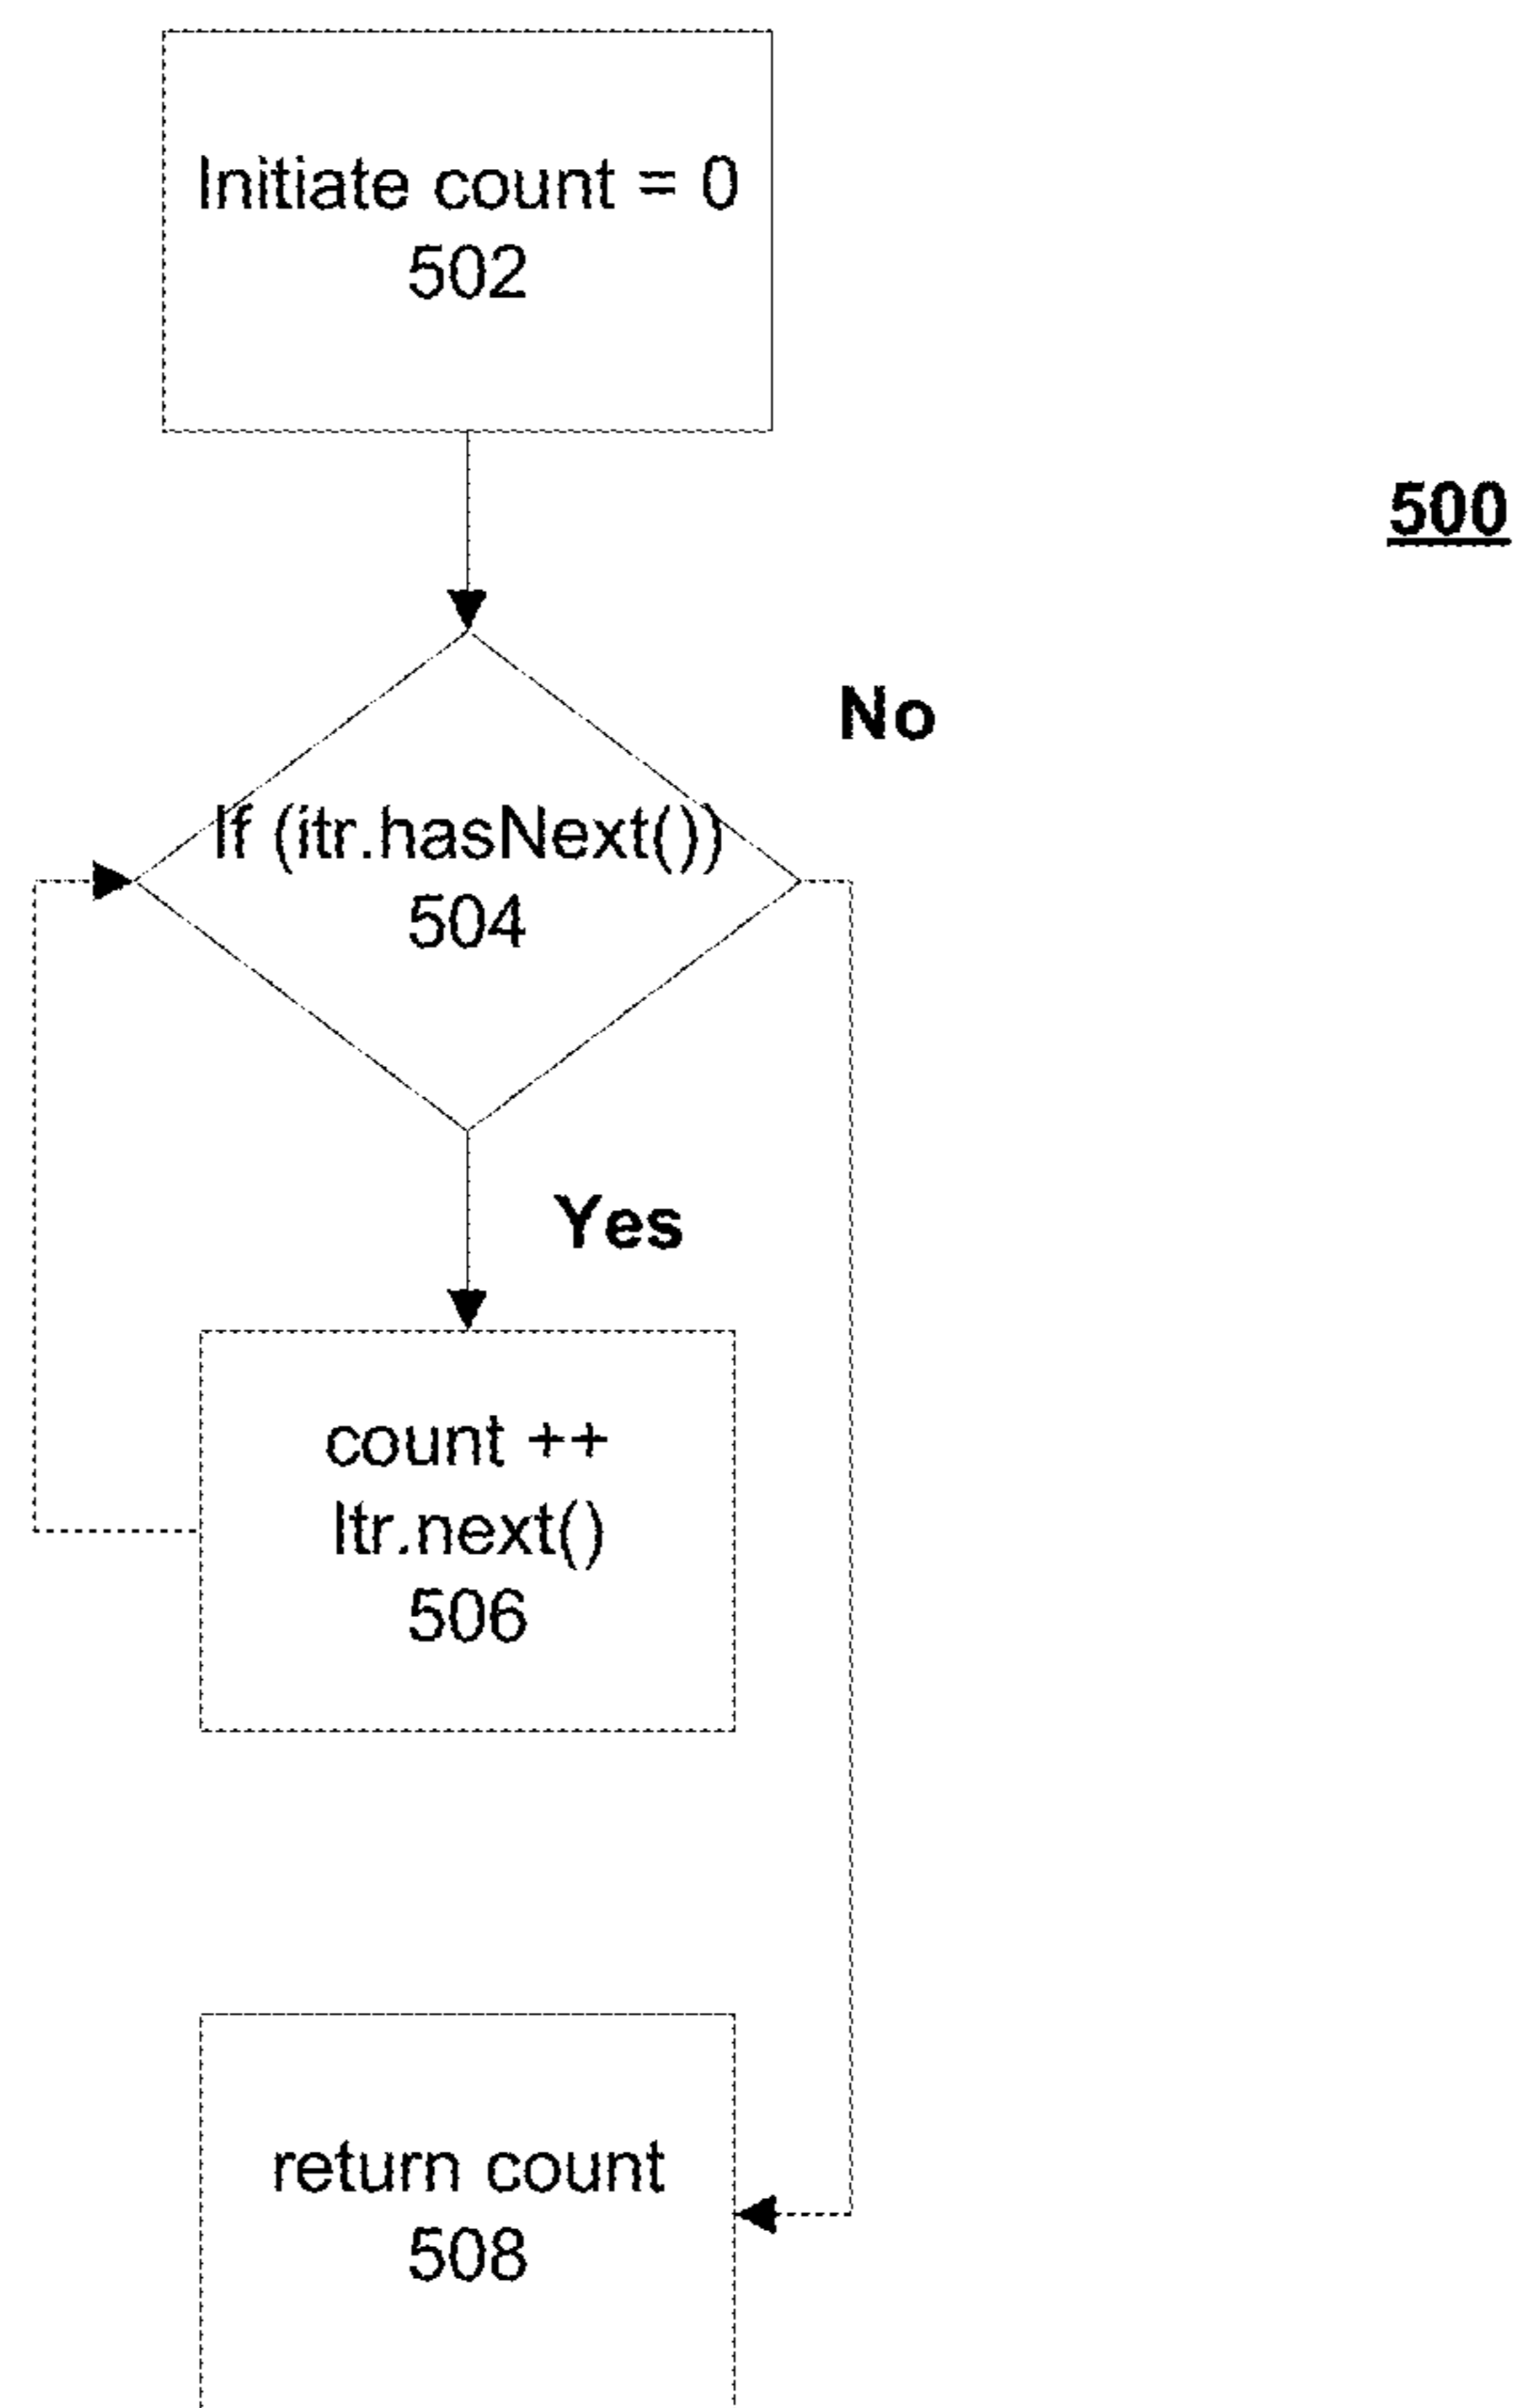 Initiate count = 0
502
500
No
If (itr.hasNext())
504
Yes
count ++
Itr.next()
506
return count
508